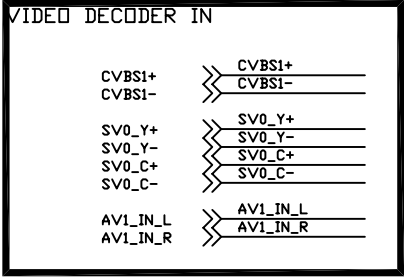 VIDEO DECODER IN
CVBS1+ CVBS1+
CVBS1- CVBS1-
SV0_Y+ SV0_Y+
SV0_Y- SV0_Y-
SV0_C+ SV0_C+
SV0_C- SV0_C-
AV1_IN_L AV1_IN_L
AV1_IN_R AV1_IN_R